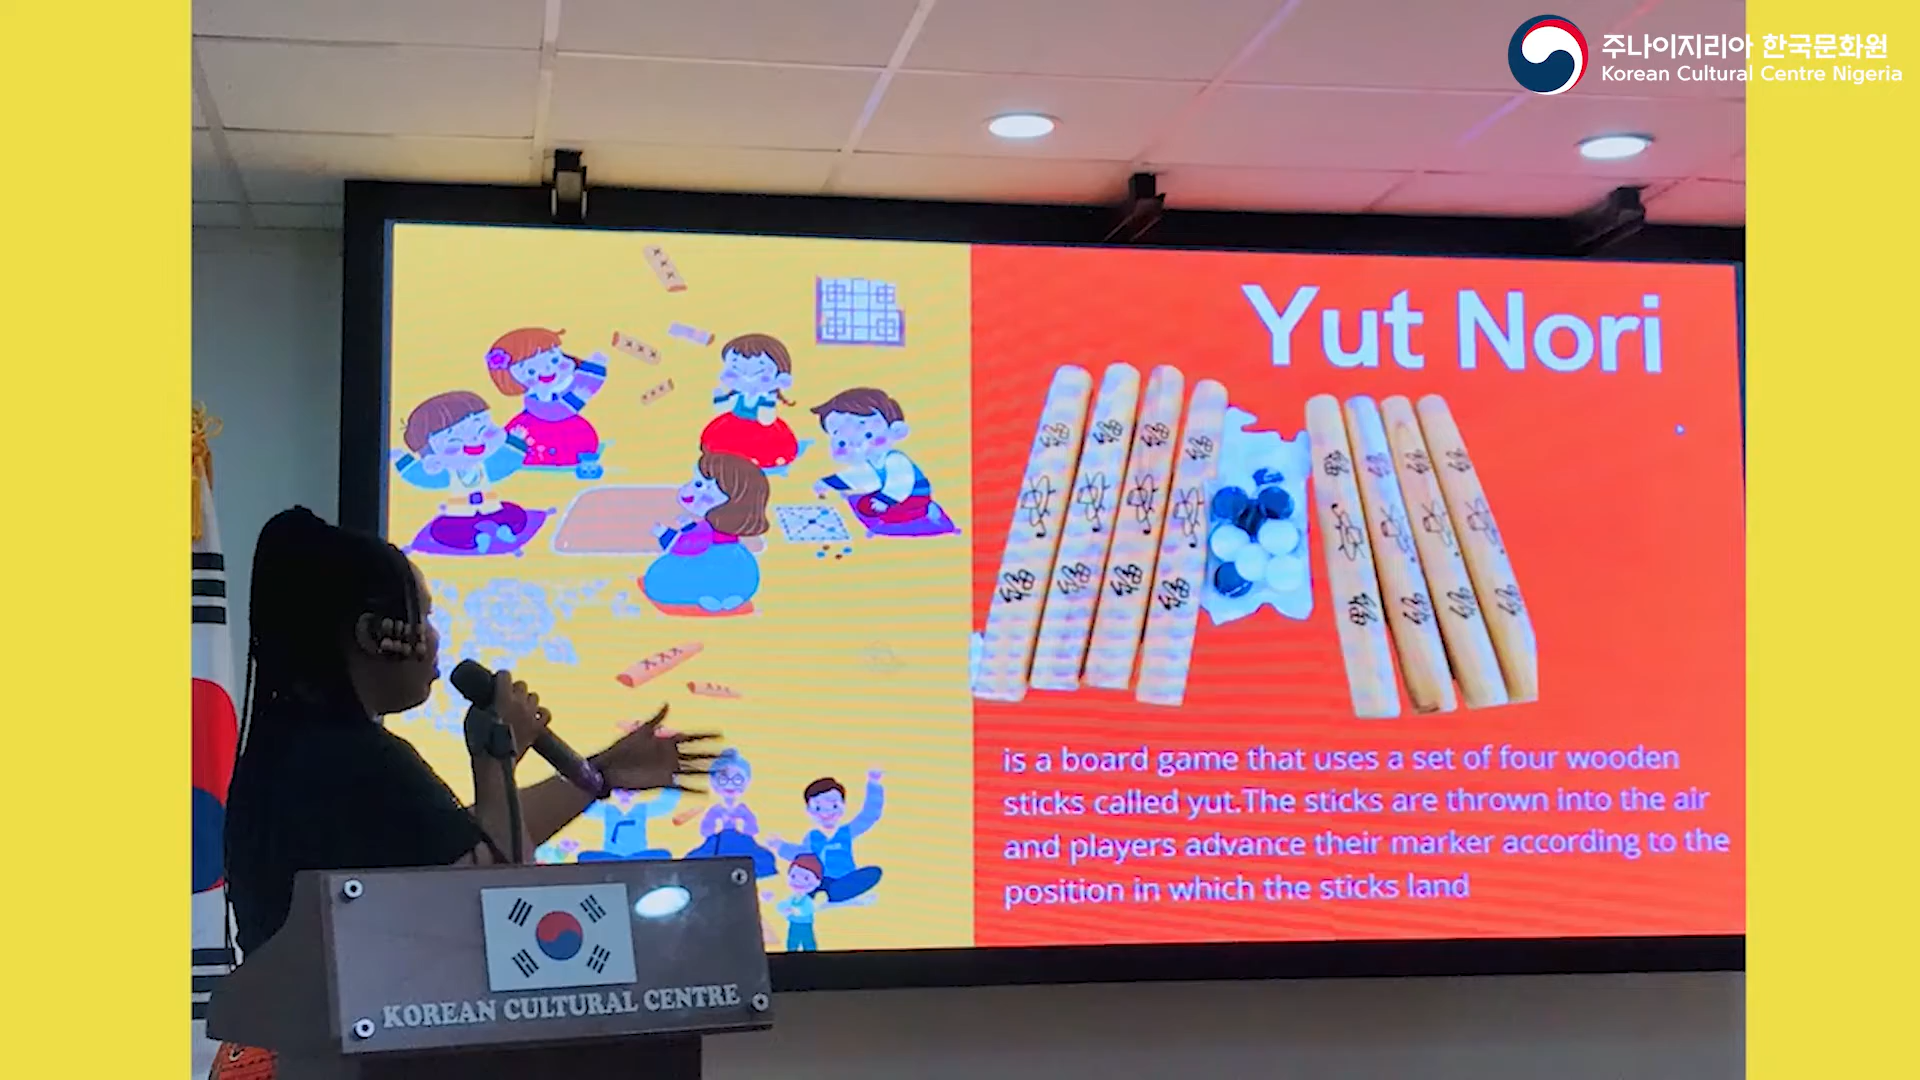 주나이지리아 한국문화원
Korean Cultural Centre Nigeria
Yut Nori
is a board game that uses a set of four wooden
sticks called yut.The sticks are thrown into the air
and players advance their marker according to the
position in which the sticks land
KOREAN CULTURAL CENTRE